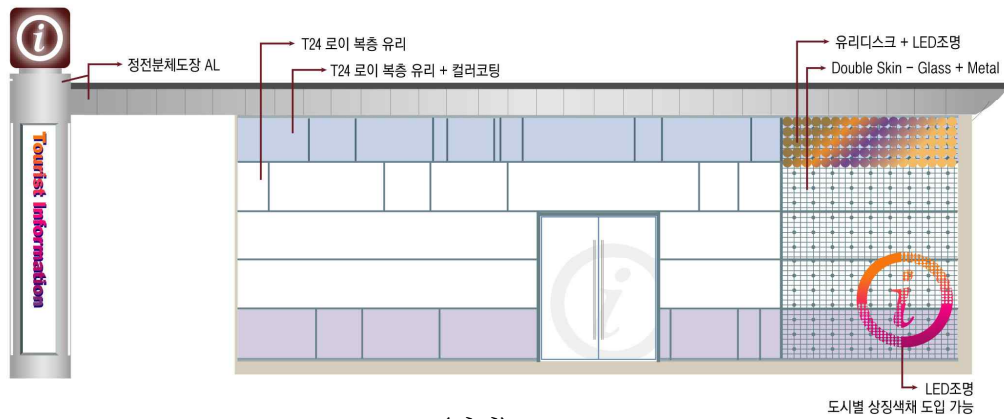 정전분체도장 AL
T24 로이 복층 유리
T24 로이 복층 유리 + 컬러코팅
유리디스크 + LED조명
Double Skin – Glass + Metal
Tourist Information
i
i
i
LED조명
도시별 상징색채 도입 가능